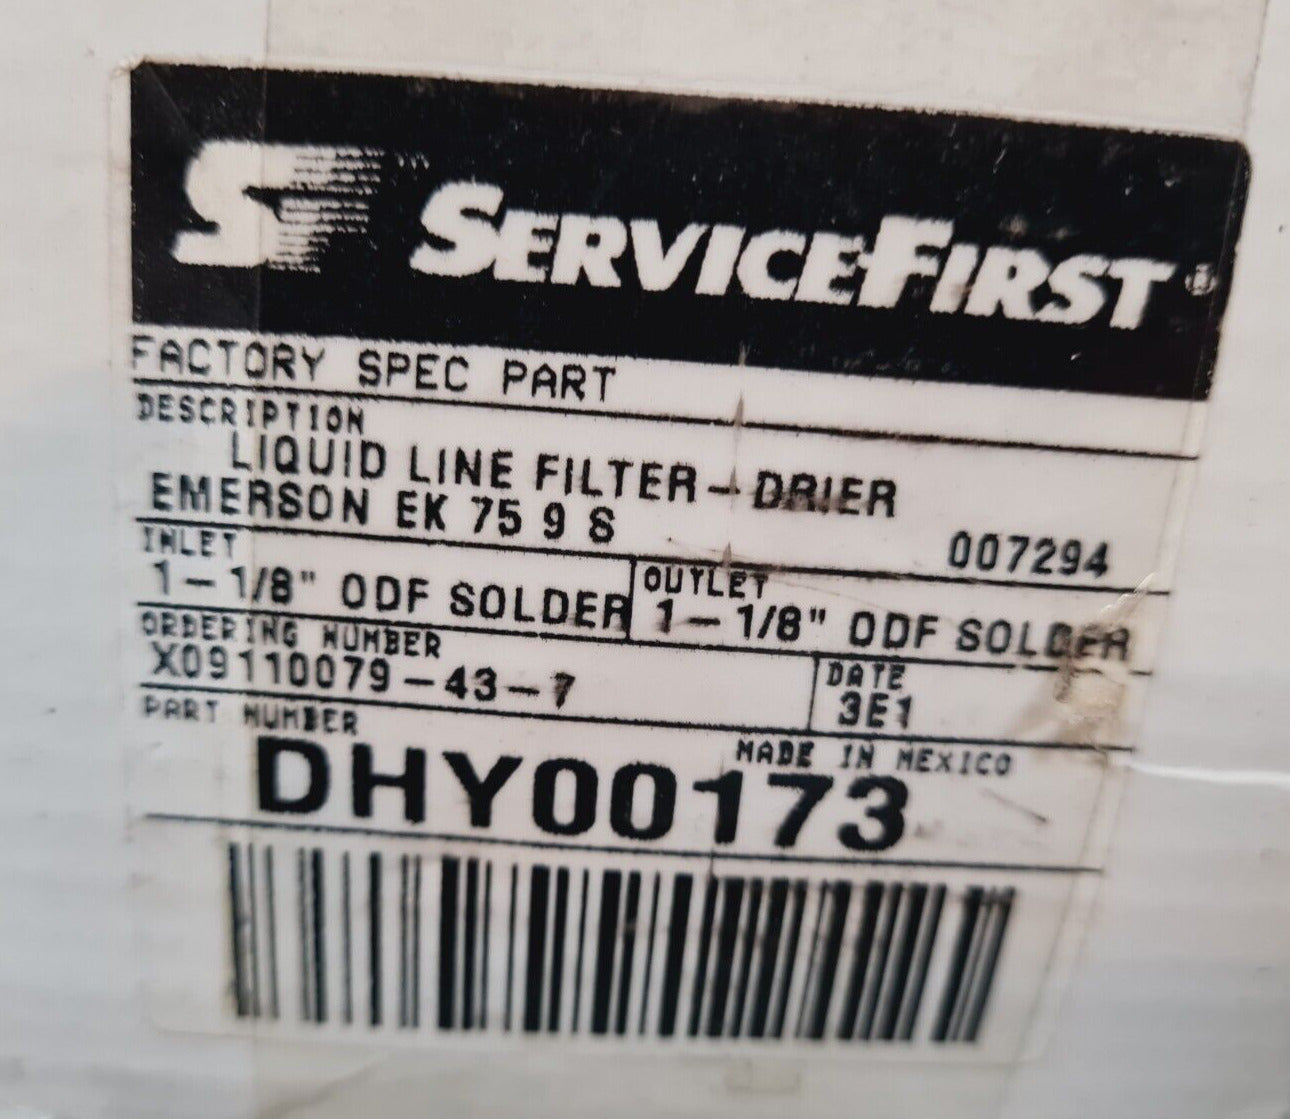 SERVICEFIRST®
FACTORY SPEC PART
DESCRIPTION
LIQUID LINE FILTER-DRIER
EMERSON EK 75 9 S 007294
INLET
1-1/8" ODF SOLDER
OUTLET
1-1/8" ODF SOLDER
ORDERING NUMBER
X09110079-43-7
DATE
3E1
PART NUMBER
MADE IN MEXICO
DHY00173